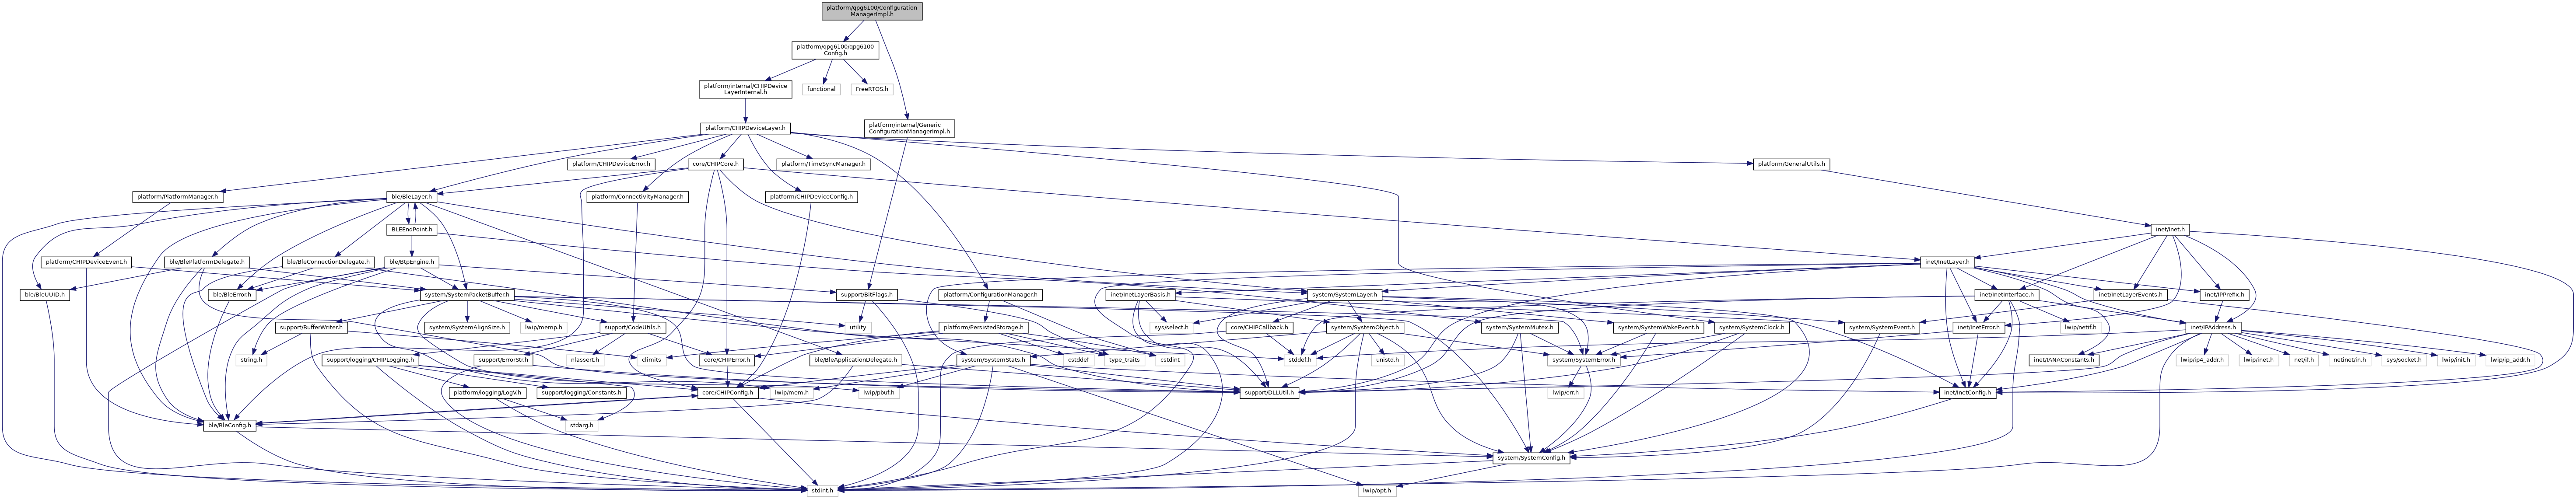 platform/qpg6100/Configuration
ManagerImpl.h
platform/qpg6100/qpg6100
Config.h
platform/internal/CHIPDevice
LayerInternal.h
functional
FreeRTOS.h
platform/CHIPDeviceLayer.h
platform/internal/Generic
ConfigurationManagerImpl.h
platform/CHIPDeviceError.h
core/CHIPCore.h
platform/TimeSyncManager.h
platform/GeneralUtils.h
platform/PlatformManager.h
ble/BleLayer.h
platform/ConnectivityManager.h
platform/CHIPDeviceConfig.h
BLEEndPoint.h
inet/Inet.h
platform/CHIPDeviceEvent.h
ble/BlePlatformDelegate.h
ble/BleConnectionDelegate.h
ble/BtpEngine.h
inet/InetLayer.h
ble/BleUUID.h
ble/BleError.h
system/SystemPacketBuffer.h
support/BitFlags.h
platform/ConfigurationManager.h
inet/InetLayerBasis.h
system/SystemLayer.h
inet/InetInterface.h
inet/InetLayerEvents.h
inet/IPPrefix.h
support/BufferWriter.h
system/SystemAlignSize.h
lwip/memp.h
support/CodeUtils.h
utility
platform/PersistedStorage.h
sys/select.h
core/CHIPCallback.h
system/SystemObject.h
system/SystemMutex.h
system/SystemWakeEvent.h
system/SystemClock.h
system/SystemEvent.h
inet/InetError.h
lwip/netif.h
inet/IPAddress.h
string.h
support/logging/CHIPLogging.h
support/ErrorStr.h
nlassert.h
climits
core/CHIPError.h
ble/BleApplicationDelegate.h
system/SystemStats.h
cstddef
type_traits
cstdint
stddef.h
unistd.h
system/SystemError.h
inet/IANAConstants.h
lwip/ip4_addr.h
lwip/inet.h
net/if.h
netinet/in.h
sys/socket.h
lwip/init.h
lwip/ip_addr.h
platform/logging/LogV.h
support/logging/Constants.h
core/CHIPConfig.h
lwip/mem.h
lwip/pbuf.h
support/DLLUtil.h
lwip/err.h
inet/InetConfig.h
ble/BleConfig.h
stdarg.h
system/SystemConfig.h
stdint.h
lwip/opt.h